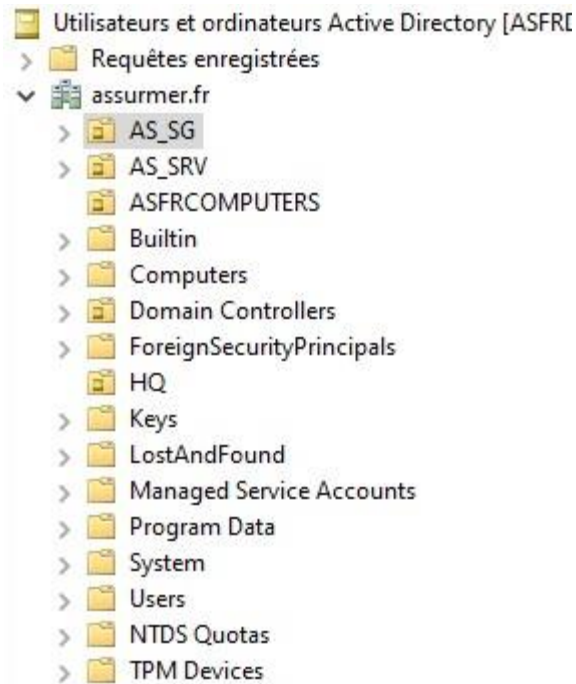 Utilisateurs et ordinateurs Active Directory [ASFRD
Requêtes enregistrées
assurmer.fr
AS_SG
AS_SRV
ASFRCOMPUTERS
Builtin
Computers
Domain Controllers
ForeignSecurityPrincipals
HQ
Keys
LostAndFound
Managed Service Accounts
Program Data
System
Users
NTDS Quotas
TPM Devices